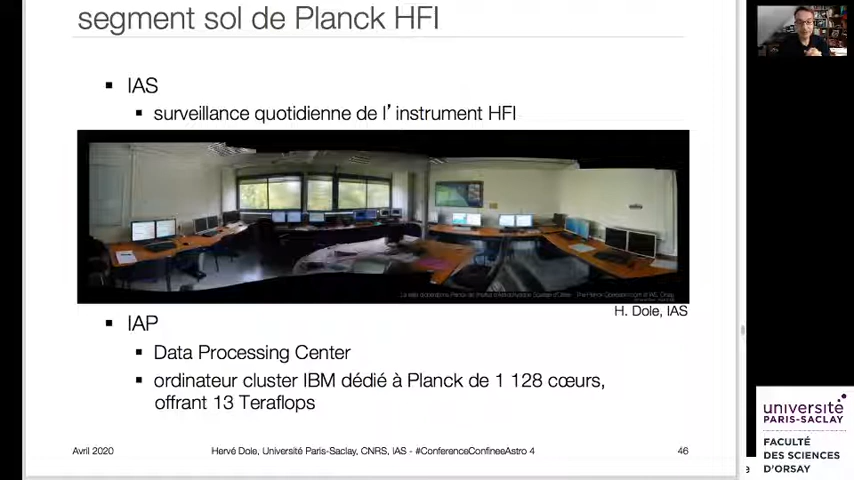 segment sol de Planck HFI
▪ IAS
▪ surveillance quotidienne de l'instrument HFI
H. Dole, IAS
▪ IAP
▪ Data Processing Center
▪ ordinateur cluster IBM dédié à Planck de 1 128 cœurs,
offrant 13 Teraflops
Avril 2020
Hervé Dole, Université Paris-Saclay, CNRS, IAS - #ConferenceConfineeAstro 4
46
université
PARIS-SACLAY
FACULTÉ
DES SCIENCES
D'ORSAY